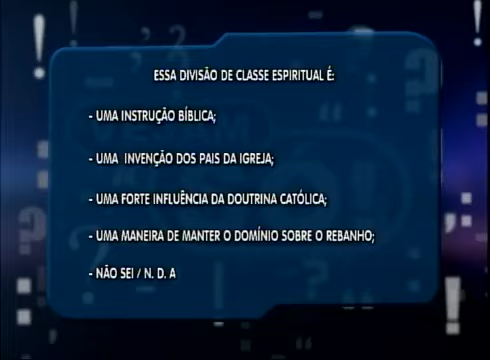 ESSA DIVISÃO DE CLASSE ESPIRITUAL É:
- UMA INSTRUÇÃO BÍBLICA;
- UMA INVENÇÃO DOS PAIS DA IGREJA;
- UMA FORTE INFLUÊNCIA DA DOUTRINA CATÓLICA;
- UMA MANEIRA DE MANTER O DOMÍNIO SOBRE O REBANHO;
- NÃO SEI / N. D. A